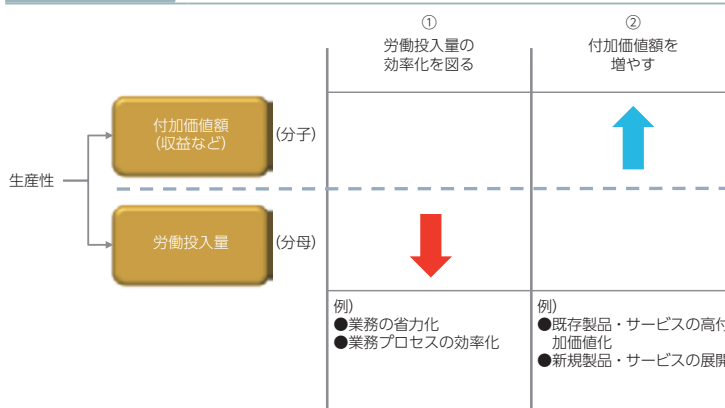 ①
労働投入量の
効率化を図る
②
付加価値額を
増やす
生産性
付加価値額
(収益など)
(分子)
労働投入量
(分母)
例)
●業務の省力化
●業務プロセスの効率化
例)
●既存製品・サービスの高付
加価値化
●新規製品・サービスの展開